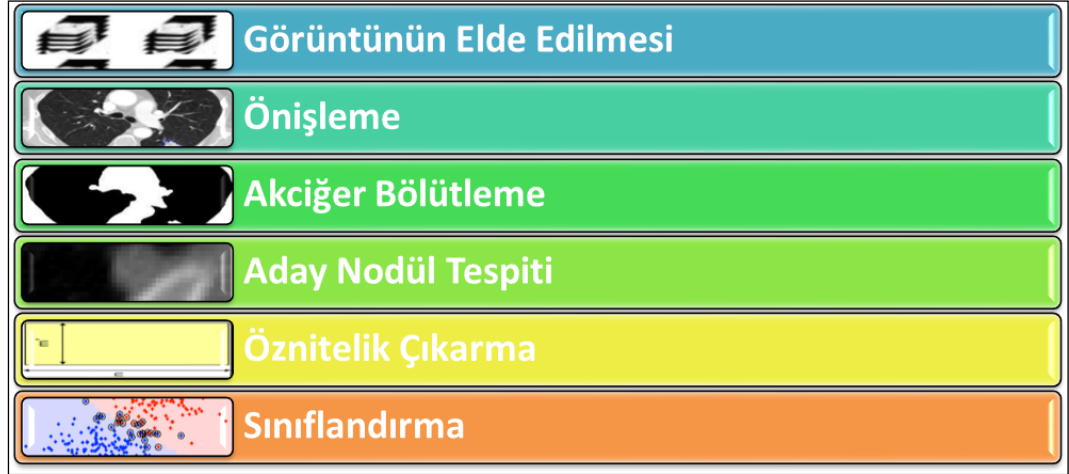 Görüntünün Elde Edilmesi
Önişleme
Akciğer Bölütleme
Aday Nodül Tespiti
Öznitelik Çıkarma
Sınıflandırma